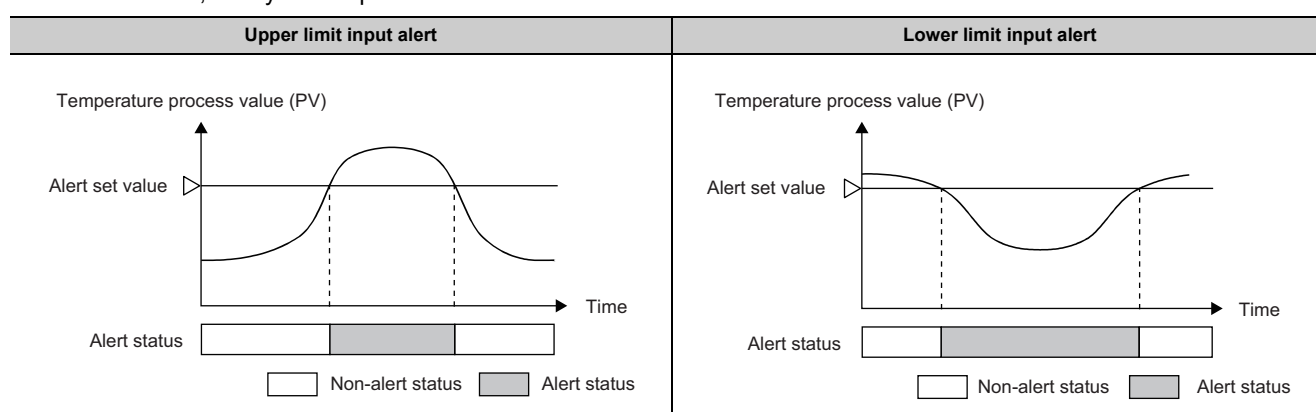 Upper limit input alert
Lower limit input alert
Temperature process value (PV)
Alert set value
Time
Alert status
Non-alert status
Alert status
Temperature process value (PV)
Alert set value
Time
Alert status
Non-alert status
Alert status